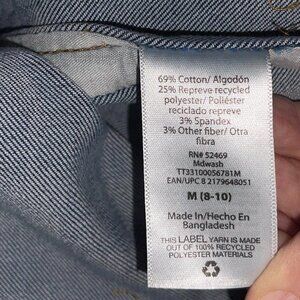 69% Cotton/ Algodón
25% Repreve recycled
polyester/ Poliéster
reciclado repreve
3% Spandex
3% Other fiber/ Otra
fibra
RN# 52469
Mdwash
TT33100056781M
EAN/UPC 8 2179648051
M (8-10)
Made In/Hecho En
Bangladesh
THIS LABEL YARN IS MADE
OUT OF 100% RECYCLED
POLYESTER MATERIALS